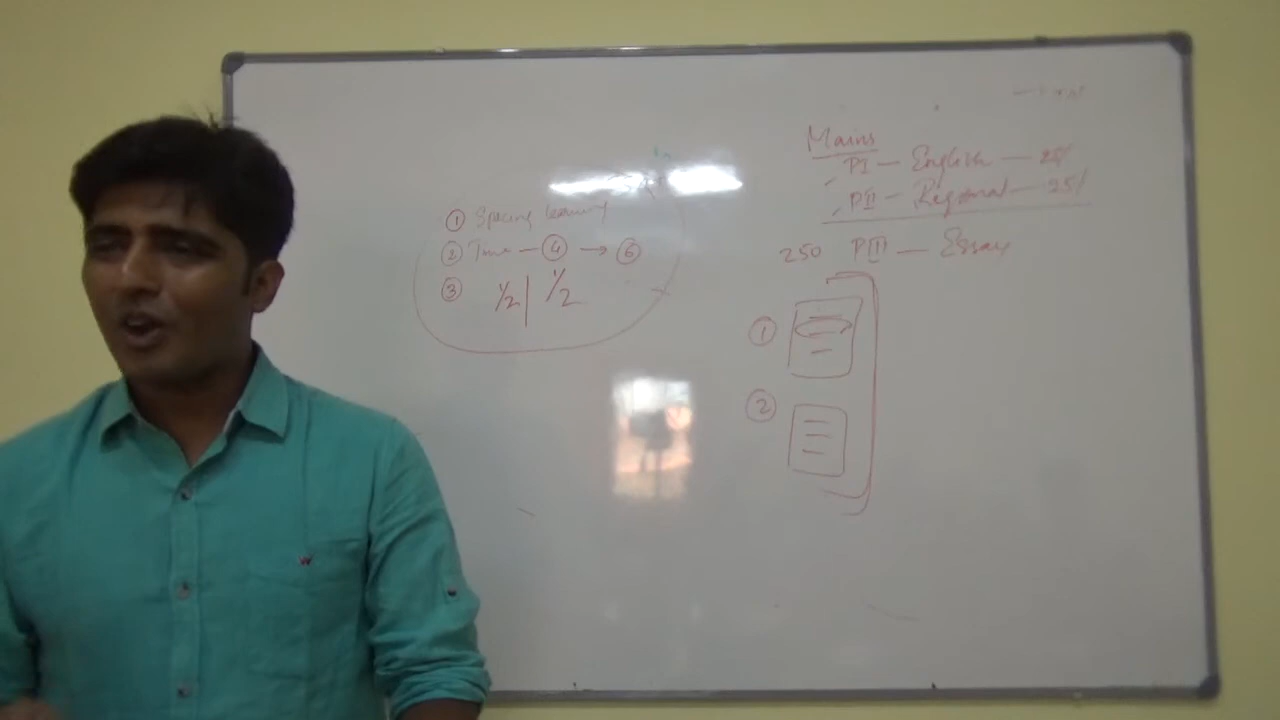 ① Spacing learning
② Time — ④ → ⑥
③ 1/2 | 1/2
Mains
PI — English — 25%
PII — Regional — 25%
250 PIII — Essay
①
②
W